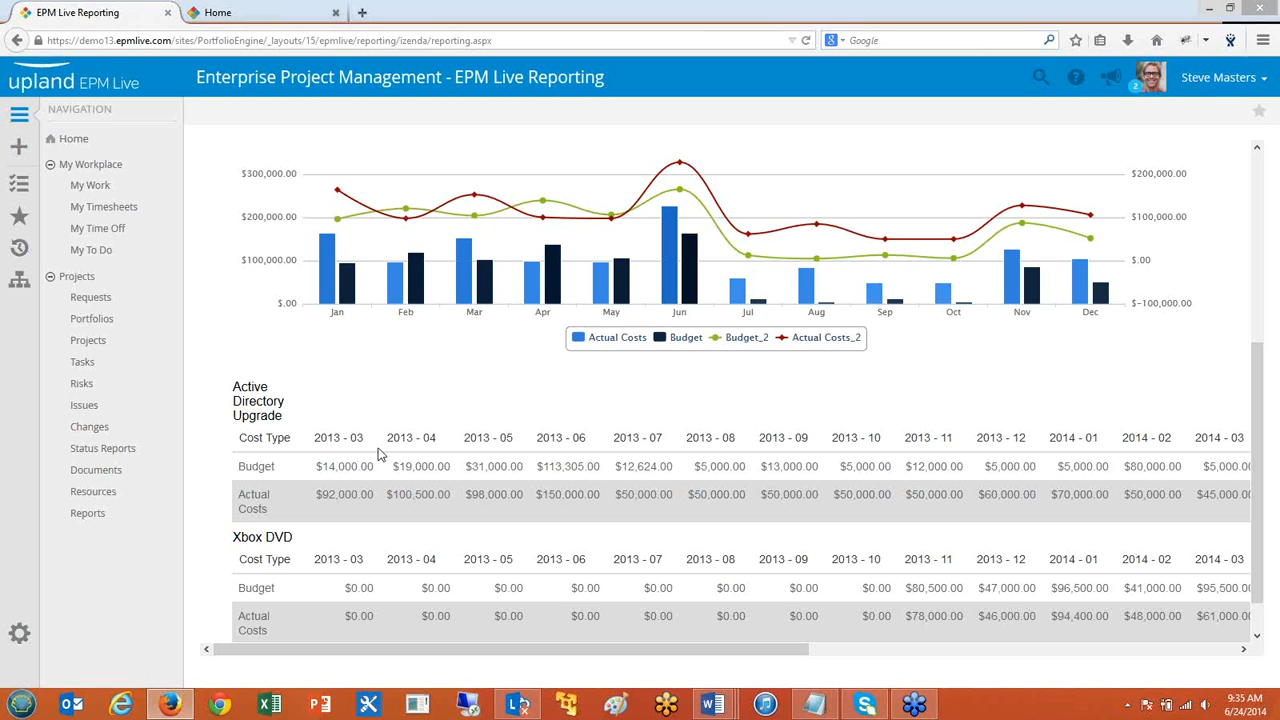 EPM Live Reporting
Home
https://demo13.epmlive.com/sites/PortfolioEngine/_layouts/15/epmlive/reporting/izenda/reporting.aspx
Google
upland EPM Live
Enterprise Project Management - EPM Live Reporting
2
Steve Masters
NAVIGATION
Home
My Workplace
My Work
My Timesheets
My Time Off
My To Do
Projects
Requests
Portfolios
Projects
Tasks
Risks
Issues
Changes
Status Reports
Documents
Resources
Reports
$300,000.00 $200,000.00
$200,000.00 $100,000.00
$100,000.00 $.00
$.00 $-100,000.00
Jan Feb Mar Apr May Jun Jul Aug Sep Oct Nov Dec
Actual Costs Budget Budget_2 Actual Costs_2
Active
Directory
Upgrade
Cost Type 2013 - 03 2013 - 04 2013 - 05 2013 - 06 2013 - 07 2013 - 08 2013 - 09 2013 - 10 2013 - 11 2013 - 12 2014 - 01 2014 - 02 2014 - 03
Budget $14,000.00 $19,000.00 $31,000.00 $113,305.00 $12,624.00 $5,000.00 $13,000.00 $5,000.00 $12,000.00 $5,000.00 $5,000.00 $80,000.00 $5,000.00
Actual Costs $92,000.00 $100,500.00 $98,000.00 $150,000.00 $50,000.00 $50,000.00 $50,000.00 $50,000.00 $50,000.00 $60,000.00 $70,000.00 $50,000.00 $45,000.00
Xbox DVD
Cost Type 2013 - 03 2013 - 04 2013 - 05 2013 - 06 2013 - 07 2013 - 08 2013 - 09 2013 - 10 2013 - 11 2013 - 12 2014 - 01 2014 - 02 2014 - 03
Budget $0.00 $0.00 $0.00 $0.00 $0.00 $0.00 $0.00 $0.00 $80,500.00 $47,000.00 $96,500.00 $41,000.00 $95,500.00
Actual Costs $0.00 $0.00 $0.00 $0.00 $0.00 $0.00 $0.00 $0.00 $78,000.00 $46,000.00 $94,400.00 $48,000.00 $61,000.00
9:35 AM
6/24/2014